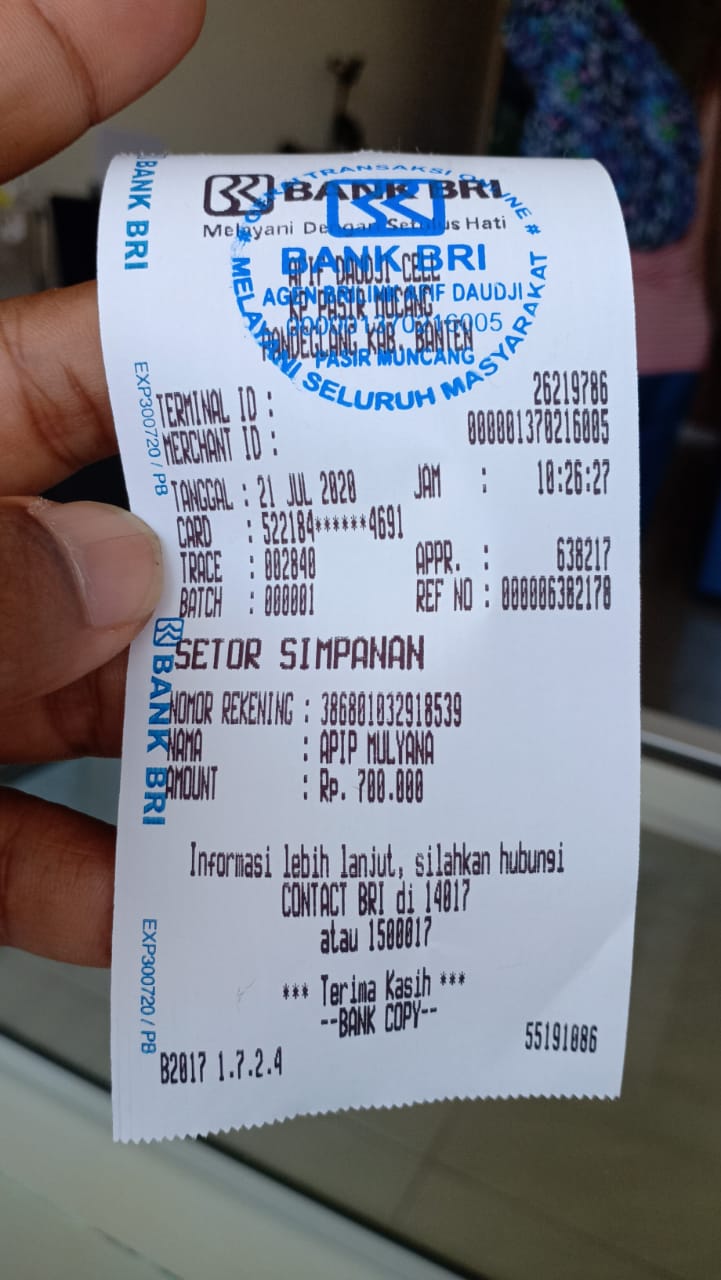 BANK BRI
Melayani Dengan Setulus Hati
APIP DAUDJI CELL
KP PASIR MUCANG
PANDEGLANG KAB. BANTEN
# AGEN TRANSAKSI ONLINE #
BANK BRI
AGEN BRILINK APIF DAUDJI
000001370216005
PASIR MUNCANG
MELAYANI SELURUH MASYARAKAT
TERMINAL ID : 26219786
MERCHANT ID : 000001370216005
TANGGAL : 21 JUL 2020 JAM : 10:26:27
CARD : 522184******4691
TRACE : 002840 APPR. : 638217
BATCH : 000001 REF NO : 000006382178
SETOR SIMPANAN
NOMOR REKENING : 386801032918539
NAMA : APIP MULYANA
AMOUNT : Rp. 700.000
Informasi lebih lanjut, silahkan hubungi
CONTACT BRI di 14017
atau 1500017
*** Terima Kasih ***
--BANK COPY--
B2017 1.7.2.4 55191086
BANK BRI
EXP300720 / PB
BANK BRI
EXP300720 / PB